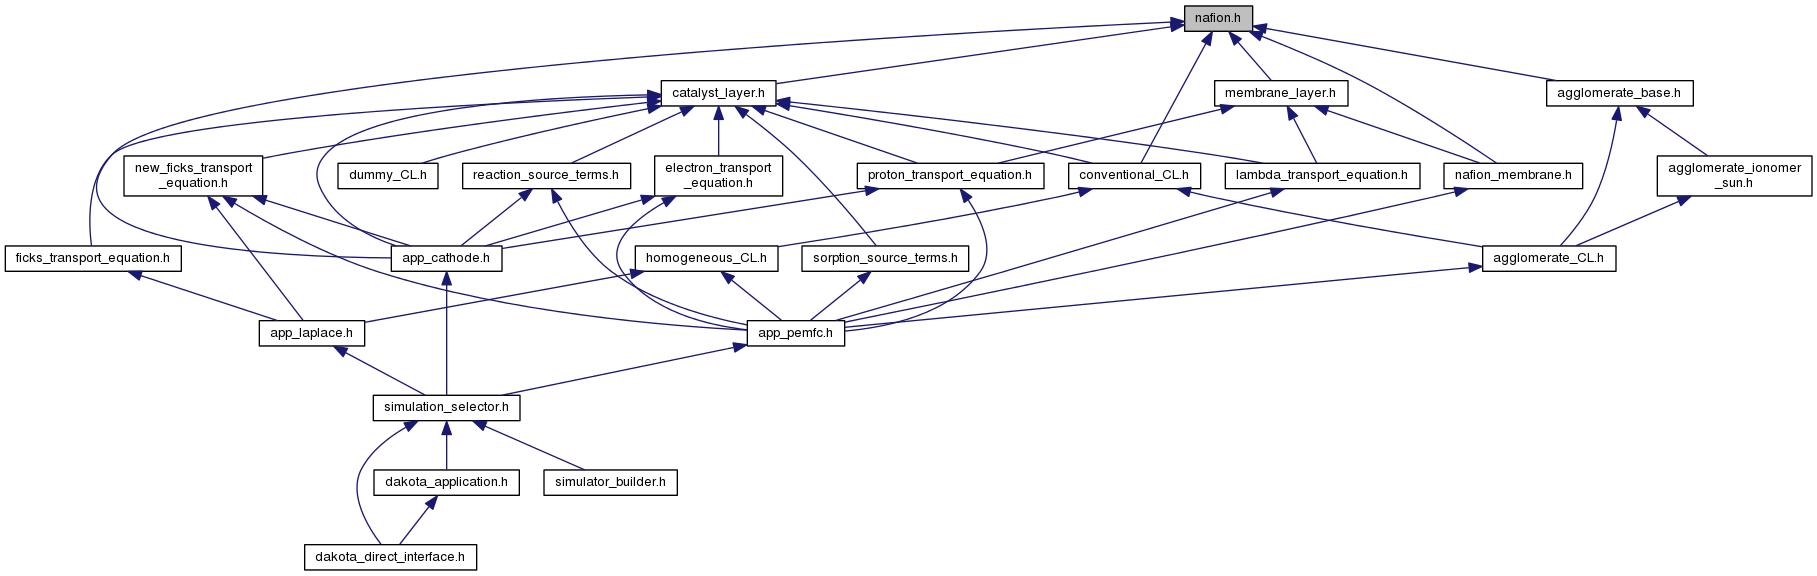 nafion.h
catalyst_layer.h
membrane_layer.h
agglomerate_base.h
new_ficks_transport
_equation.h
dummy_CL.h
reaction_source_terms.h
electron_transport
_equation.h
proton_transport_equation.h
conventional_CL.h
lambda_transport_equation.h
nafion_membrane.h
agglomerate_ionomer
_sun.h
ficks_transport_equation.h
app_cathode.h
homogeneous_CL.h
sorption_source_terms.h
agglomerate_CL.h
app_laplace.h
app_pemfc.h
simulation_selector.h
dakota_application.h
simulator_builder.h
dakota_direct_interface.h